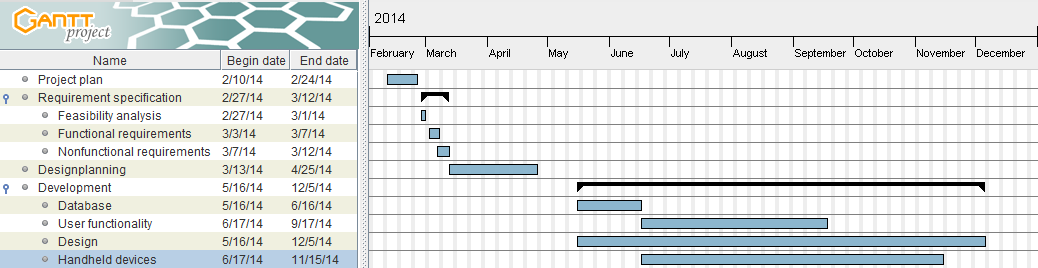 GANTT project
2014
February March April May June July August September October November December
Name Begin date End date
Project plan 2/10/14 2/24/14
Requirement specification 2/27/14 3/12/14
Feasibility analysis 2/27/14 3/1/14
Functional requirements 3/3/14 3/7/14
Nonfunctional requirements 3/7/14 3/12/14
Designplanning 3/13/14 4/25/14
Development 5/16/14 12/5/14
Database 5/16/14 6/16/14
User functionality 6/17/14 9/17/14
Design 5/16/14 12/5/14
Handheld devices 6/17/14 11/15/14